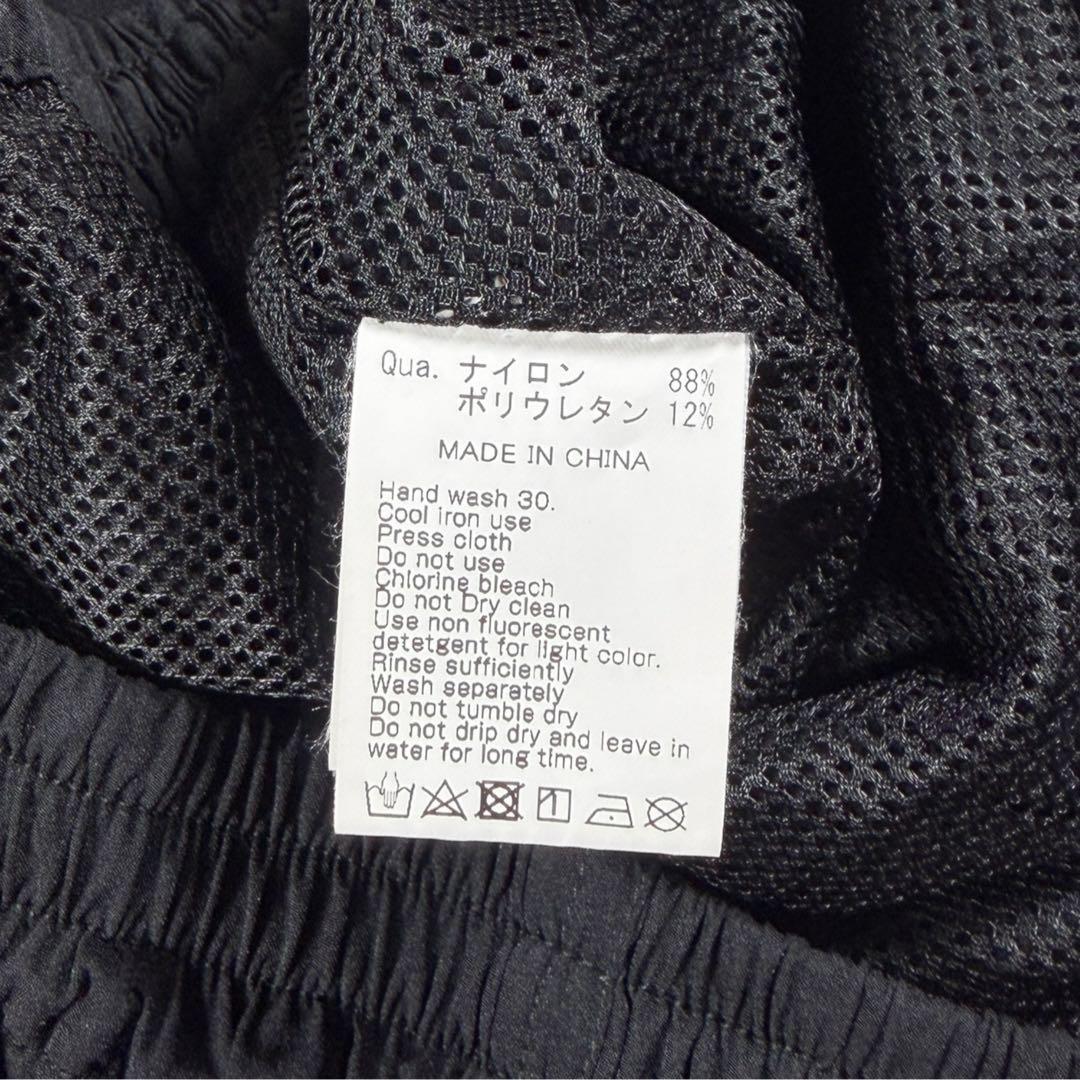 Qua. ナイロン 88%
ポリウレタン 12%
MADE IN CHINA
Hand wash 30.
Cool iron use
Press cloth
Do not use
Chlorine bleach
Do not Dry clean
Use non fluorescent
detetgent for light color.
Rinse sufficiently
Wash separately
Do not tumble dry
Do not drip dry and leave in
water for long time.